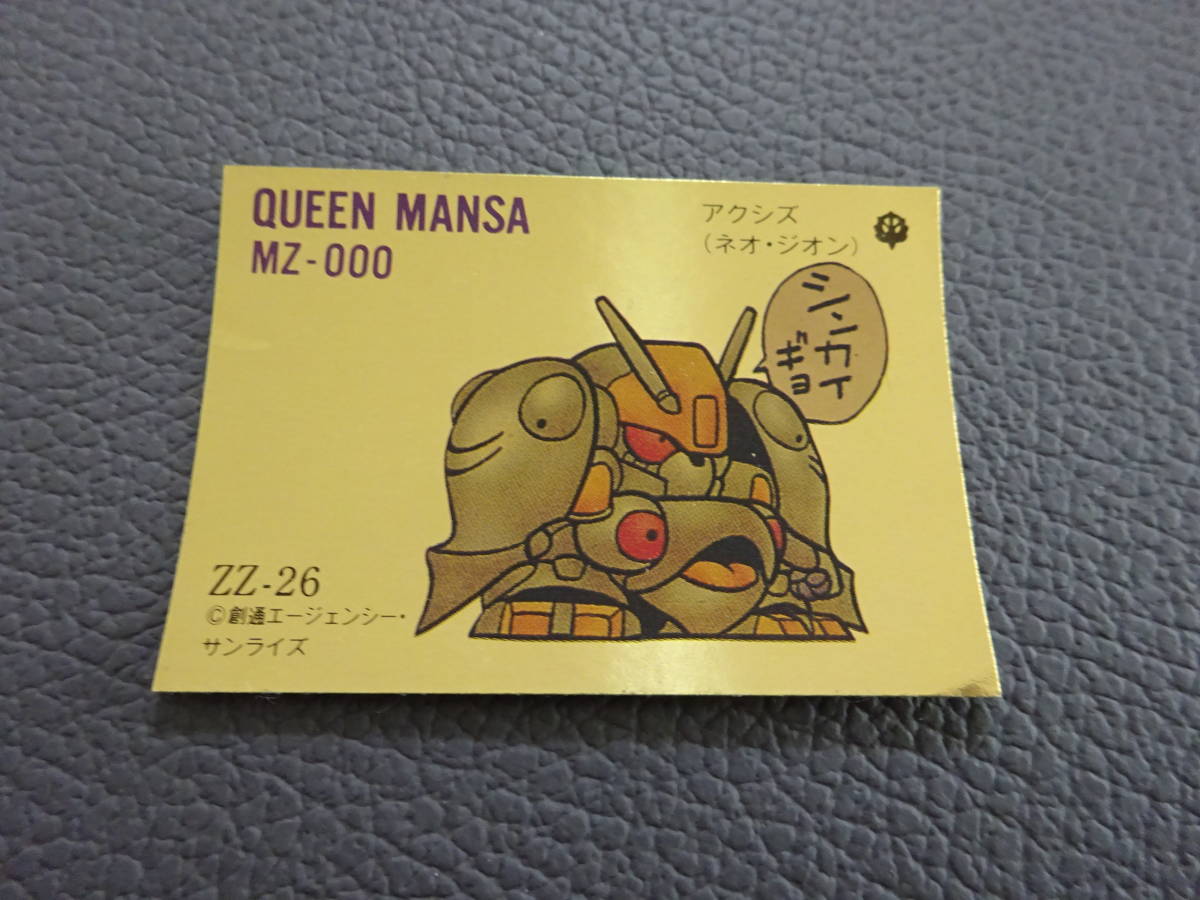 QUEEN MANSA
MZ-000
アクシズ
(ネオ・ジオン)
シンカイ
ギョ
ZZ-26
©創通エージェンシー・
サンライズ